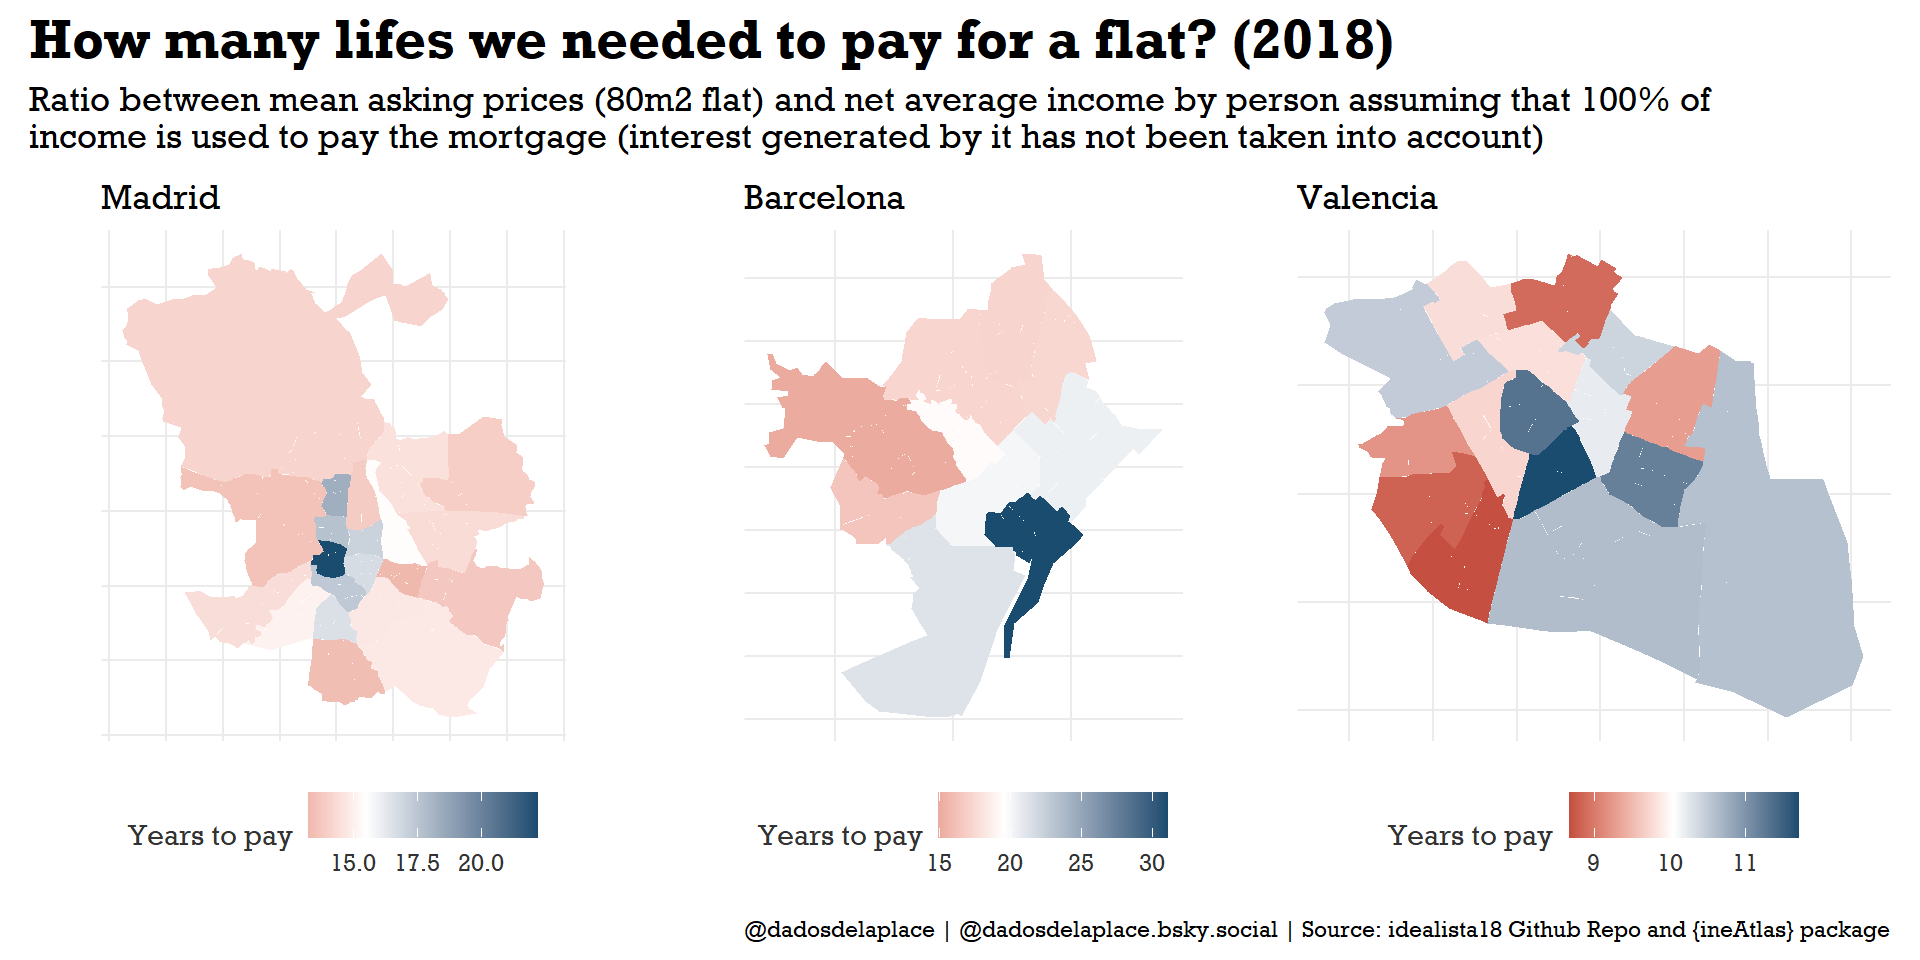 How many lifes we needed to pay for a flat? (2018)
Ratio between mean asking prices (80m2 flat) and net average income by person assuming that 100% of
income is used to pay the mortgage (interest generated by it has not been taken into account)
Madrid
Barcelona
Valencia
Years to pay
15.0 17.5 20.0
Years to pay
15 20 25 30
Years to pay
9 10 11
@dadosdelaplace | @dadosdelaplace.bsky.social | Source: idealista18 Github Repo and {ineAtlas} package